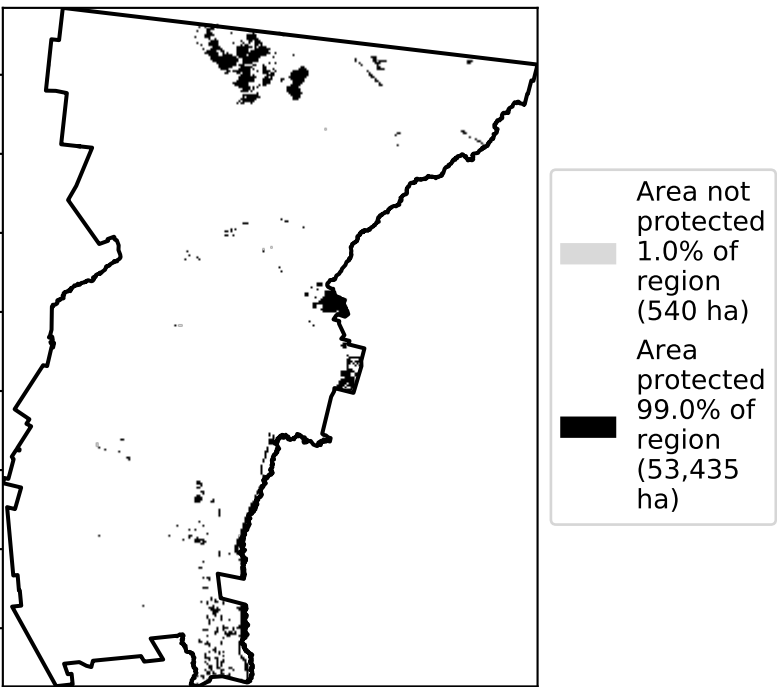 Area not
protected
1.0% of
region
(540 ha)
Area
protected
99.0% of
region
(53,435
ha)